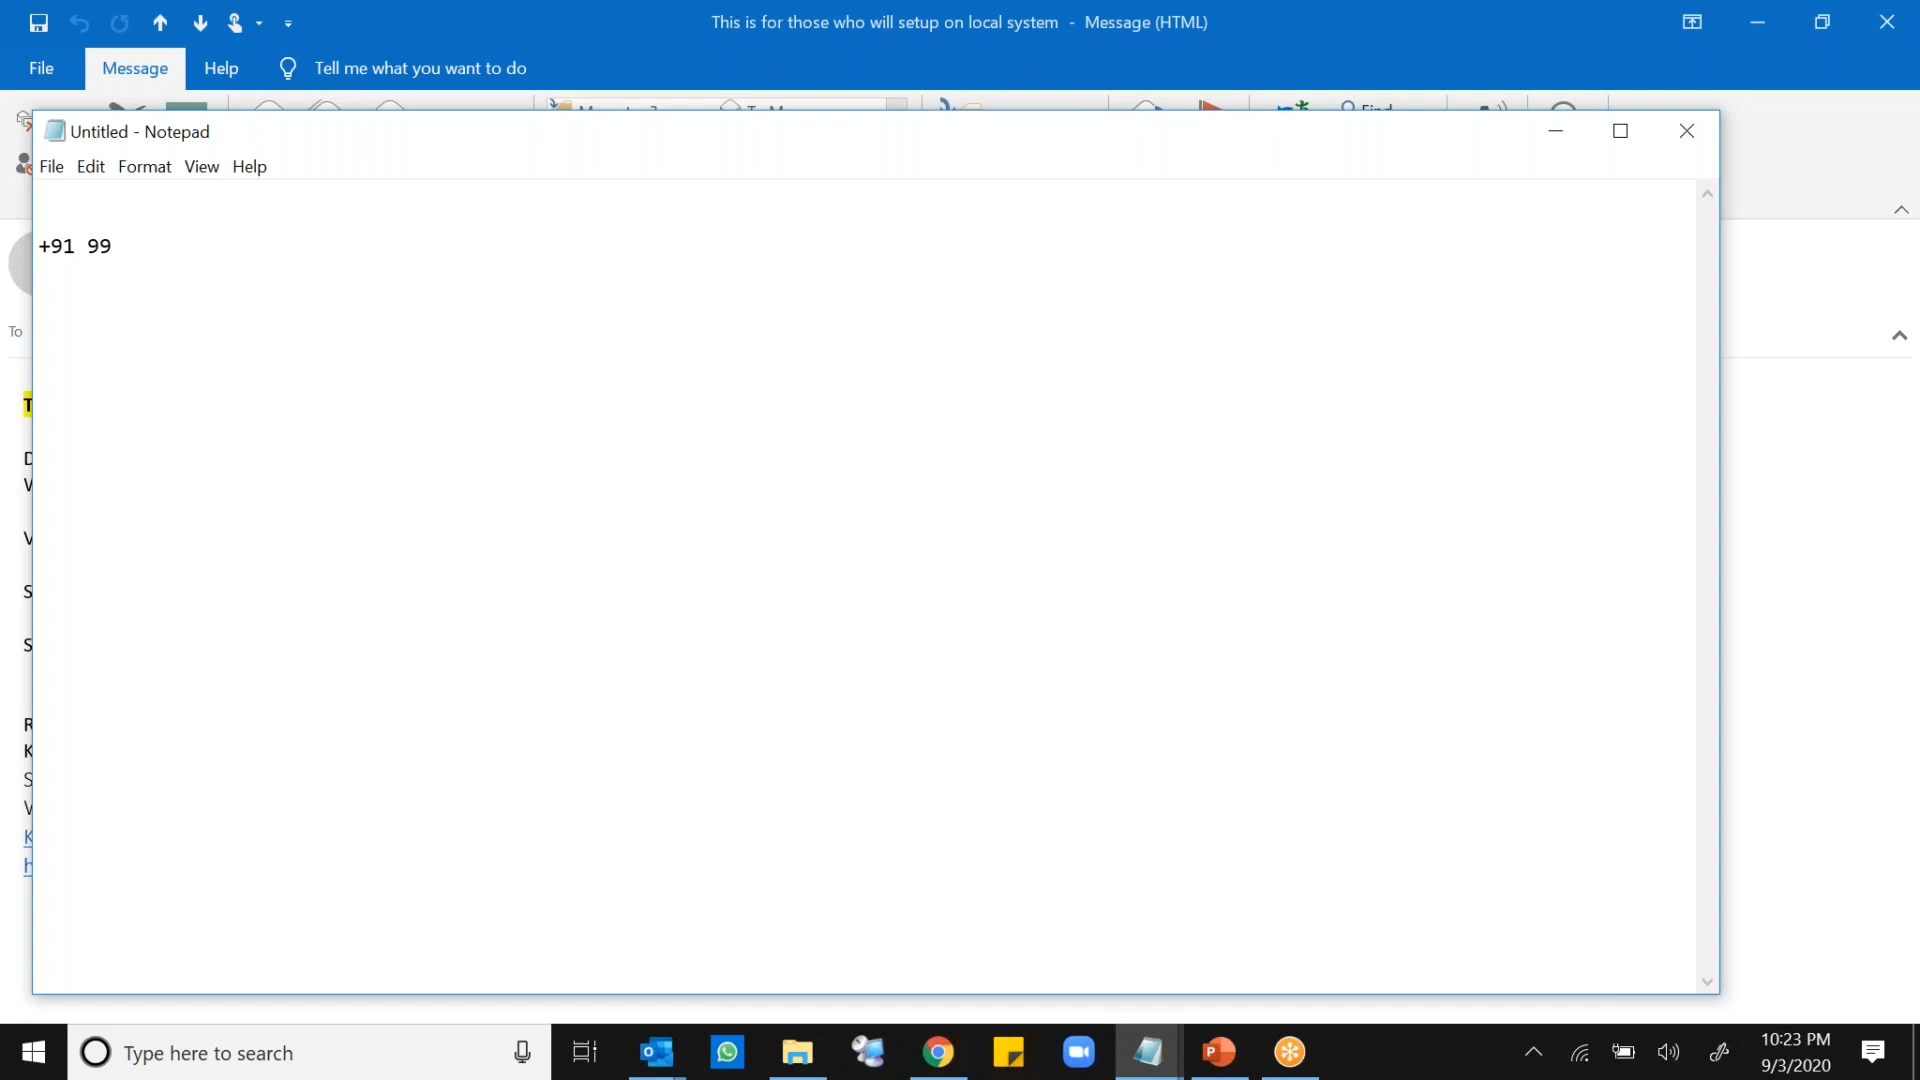 This is for those who will setup on local system - Message (HTML)
File Message Help Tell me what you want to do
Find
Untitled - Notepad
File Edit Format View Help
+91 99
To
T
D
V
S
S
R
K
S
V
K
h
Type here to search
10:23 PM
9/3/2020